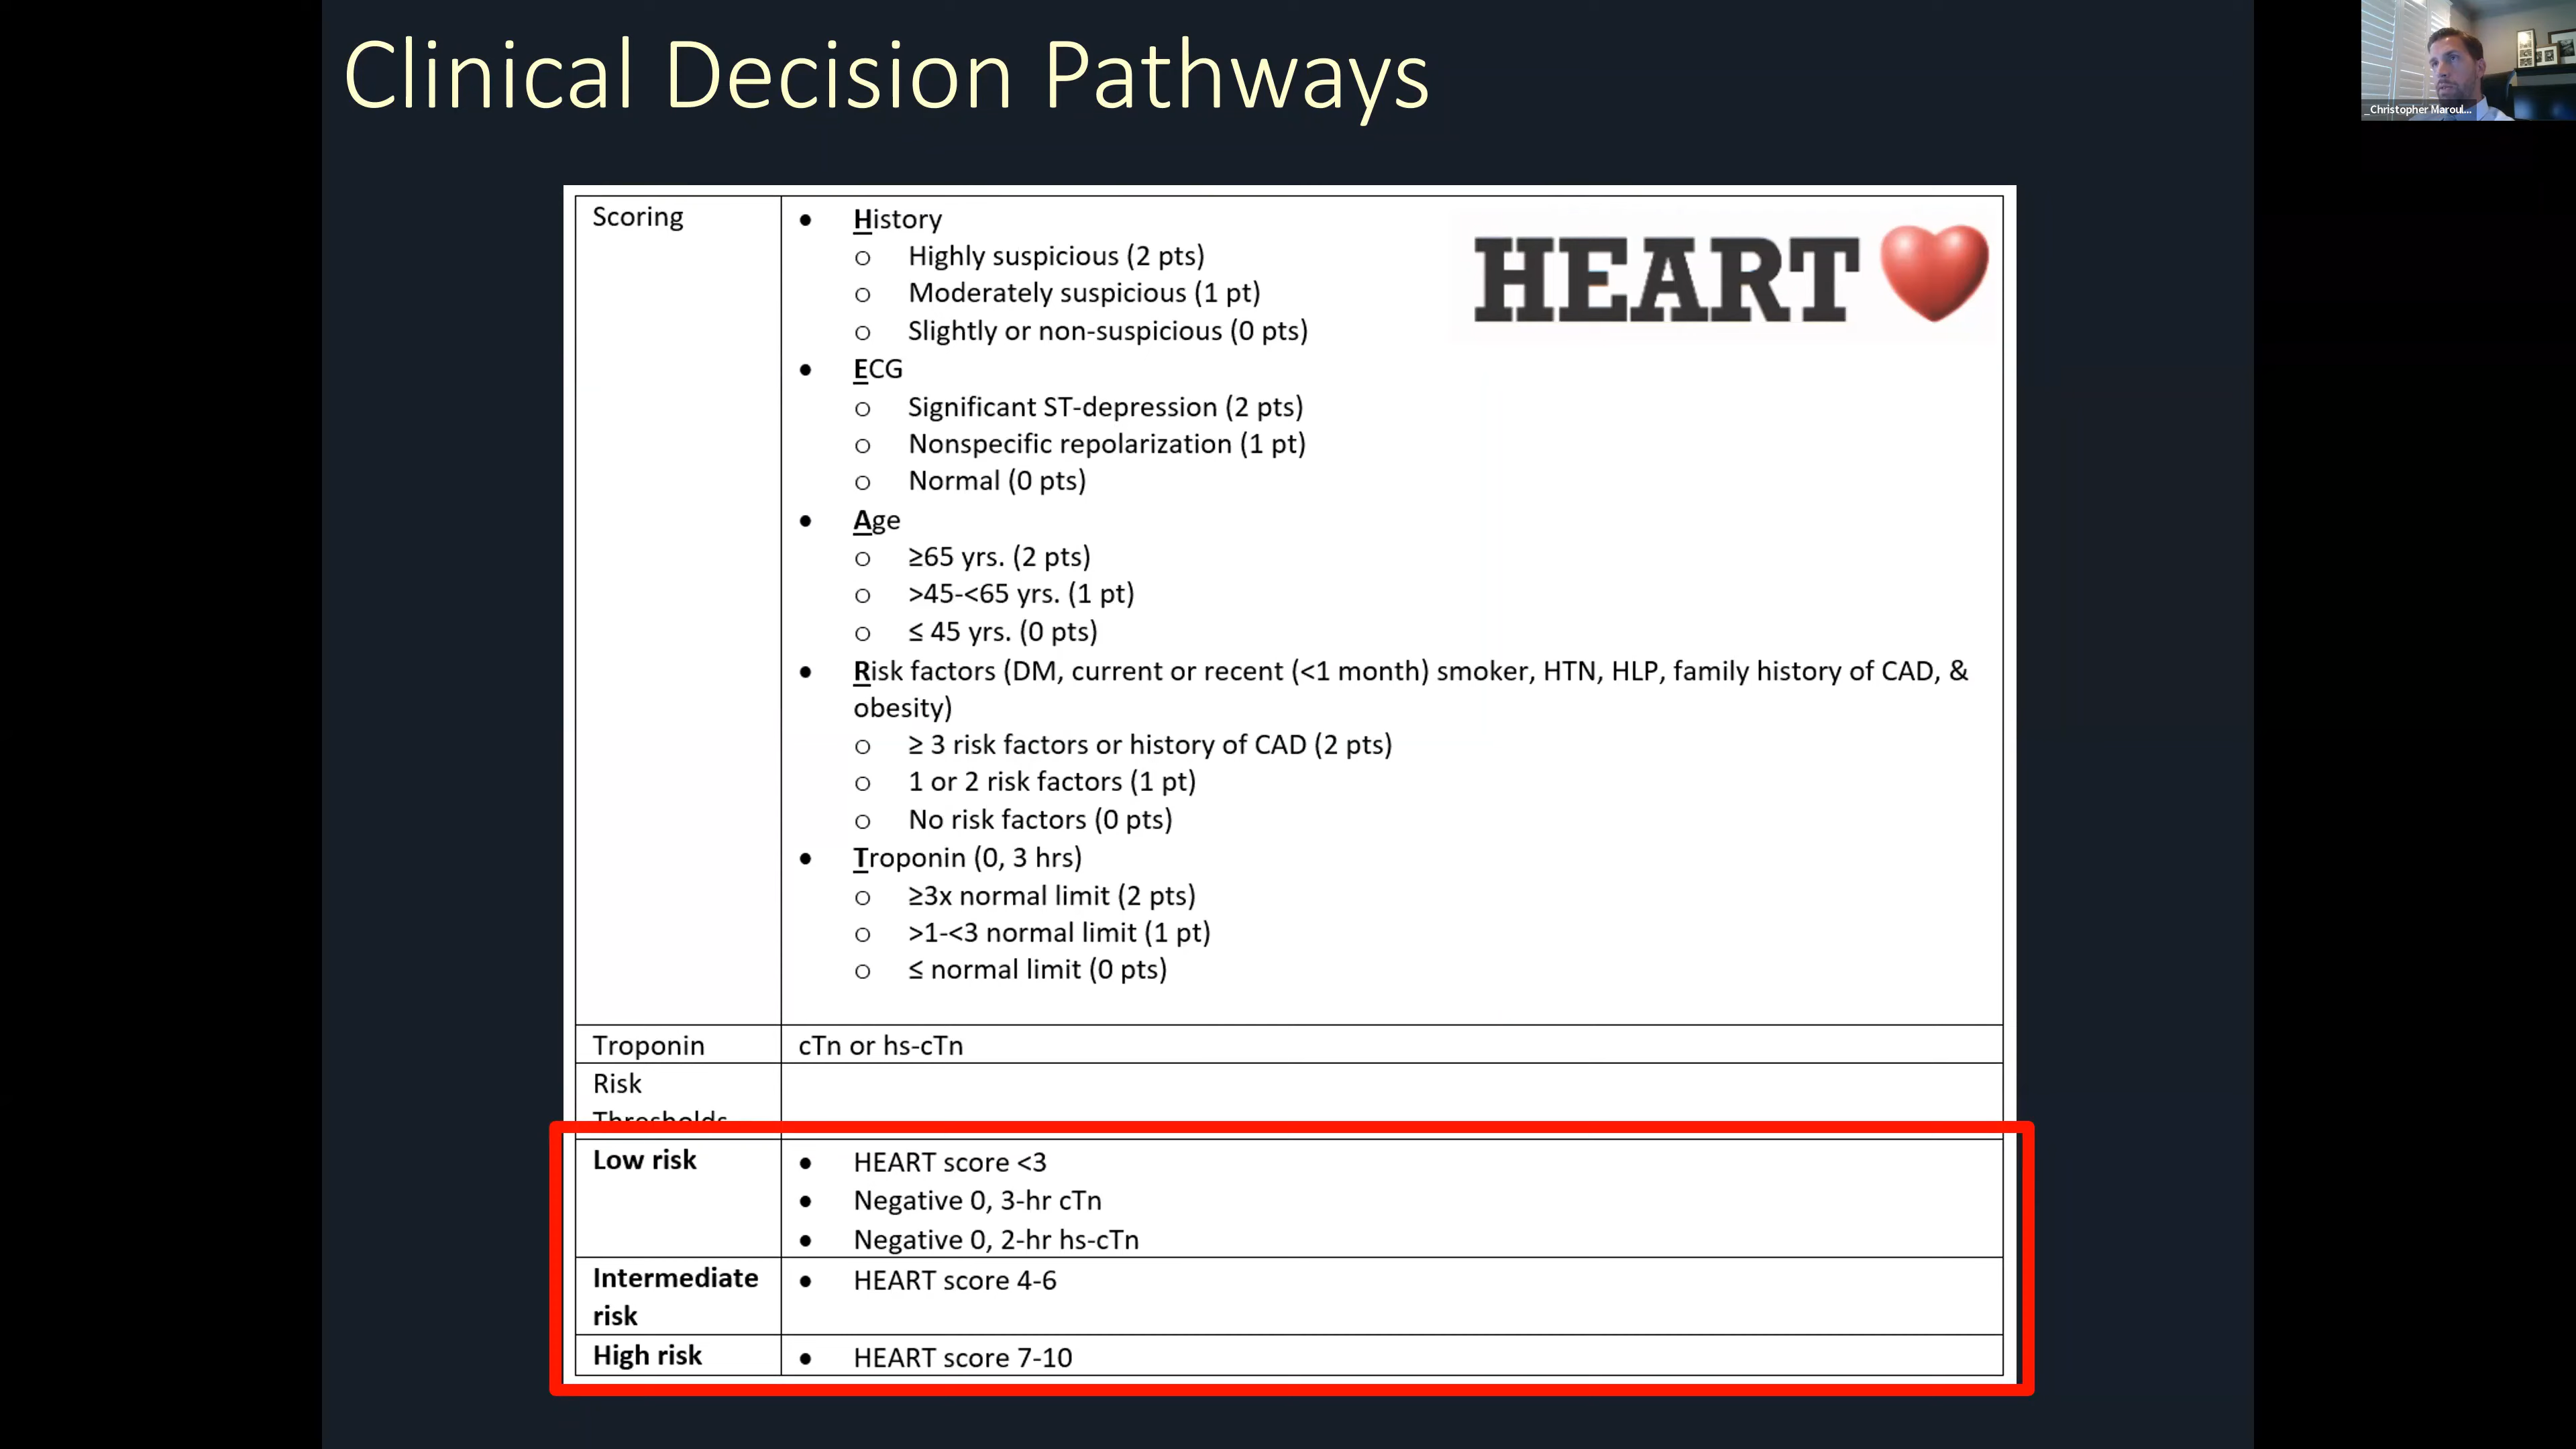 Clinical Decision Pathways
_Christopher Maroul...
Scoring
• History
o Highly suspicious (2 pts)
o Moderately suspicious (1 pt)
o Slightly or non-suspicious (0 pts)
HEART
• ECG
o Significant ST-depression (2 pts)
o Nonspecific repolarization (1 pt)
o Normal (0 pts)
• Age
o ≥65 yrs. (2 pts)
o >45-<65 yrs. (1 pt)
o ≤ 45 yrs. (0 pts)
• Risk factors (DM, current or recent (<1 month) smoker, HTN, HLP, family history of CAD, &
obesity)
o ≥ 3 risk factors or history of CAD (2 pts)
o 1 or 2 risk factors (1 pt)
o No risk factors (0 pts)
• Troponin (0, 3 hrs)
o ≥3x normal limit (2 pts)
o >1-<3 normal limit (1 pt)
o ≤ normal limit (0 pts)
Troponin
cTn or hs-cTn
Risk
Thresholds
Low risk
• HEART score <3
• Negative 0, 3-hr cTn
• Negative 0, 2-hr hs-cTn
Intermediate
risk
• HEART score 4-6
High risk
• HEART score 7-10